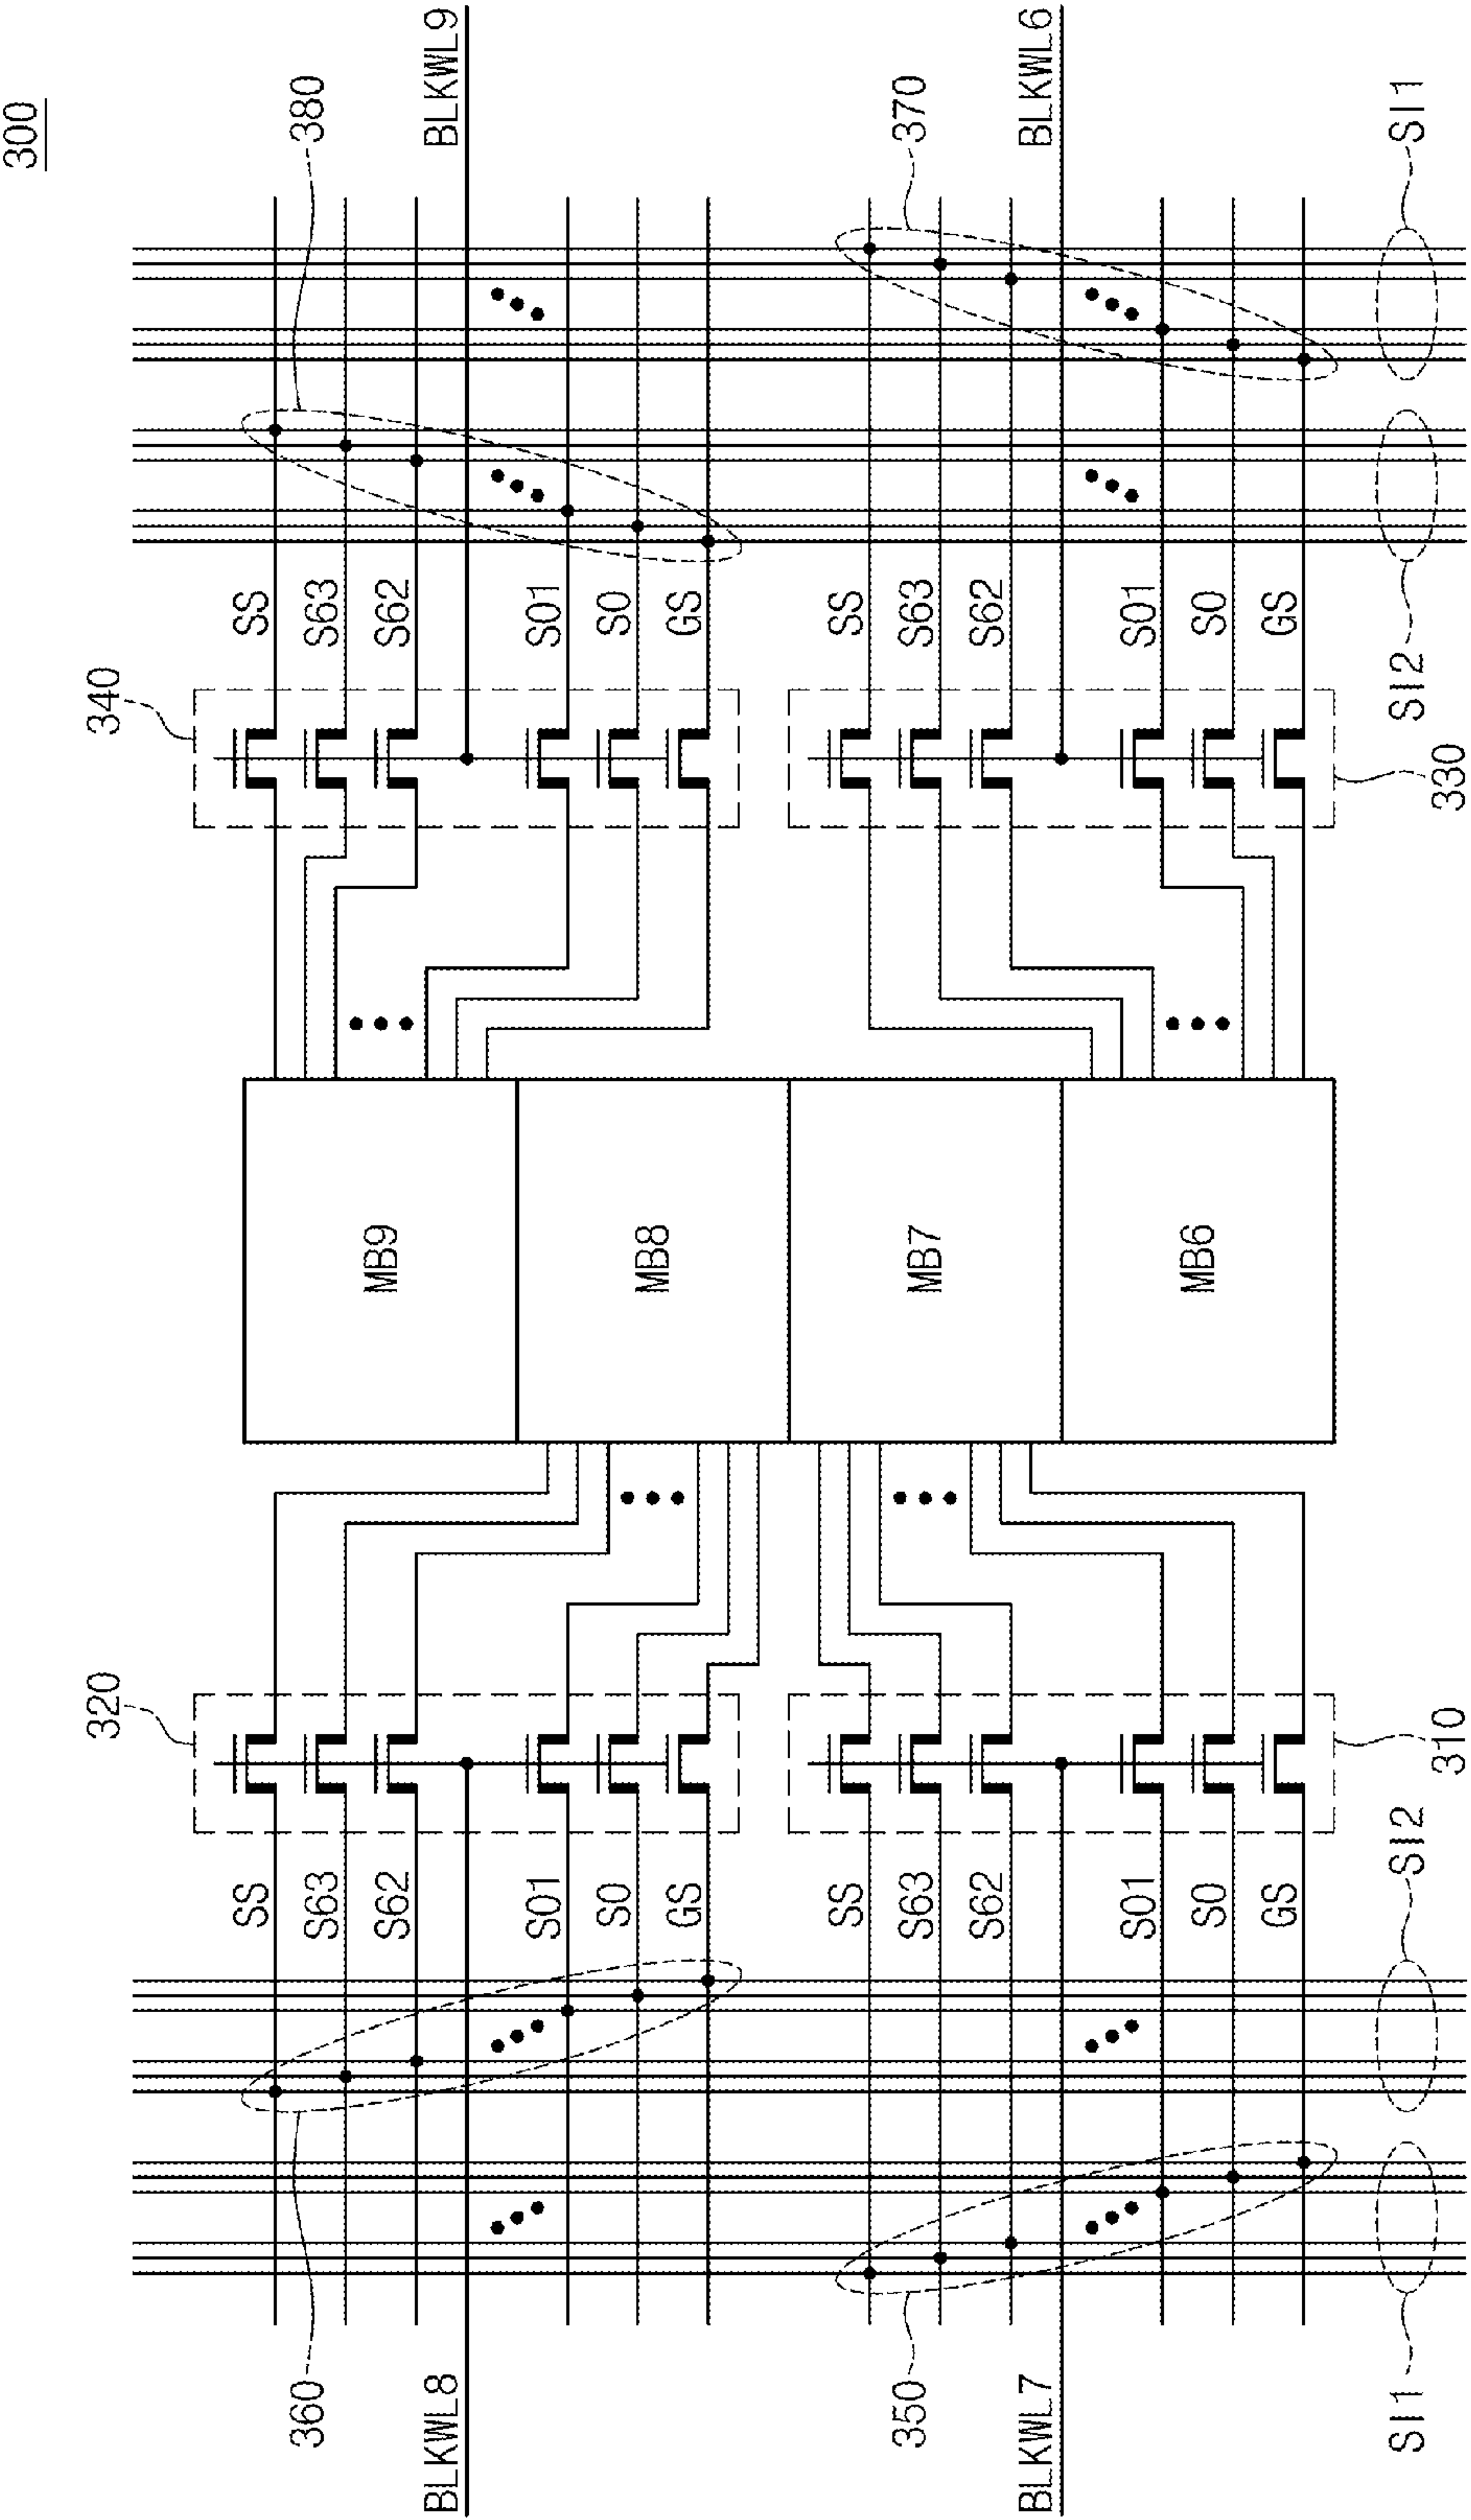 300
320
340
SS
SS
360
S63
S63
380
S62
MB9
S62
BLKWL8
BLKWL9
S01
S01
S0
MB8
S0
GS
GS
SS
SS
350
S63
MB7
S63
370
S62
S62
BLKWL7
BLKWL6
S01
S01
S0
MB6
S0
GS
GS
SI1
SI2
SI2
SI1
310
330